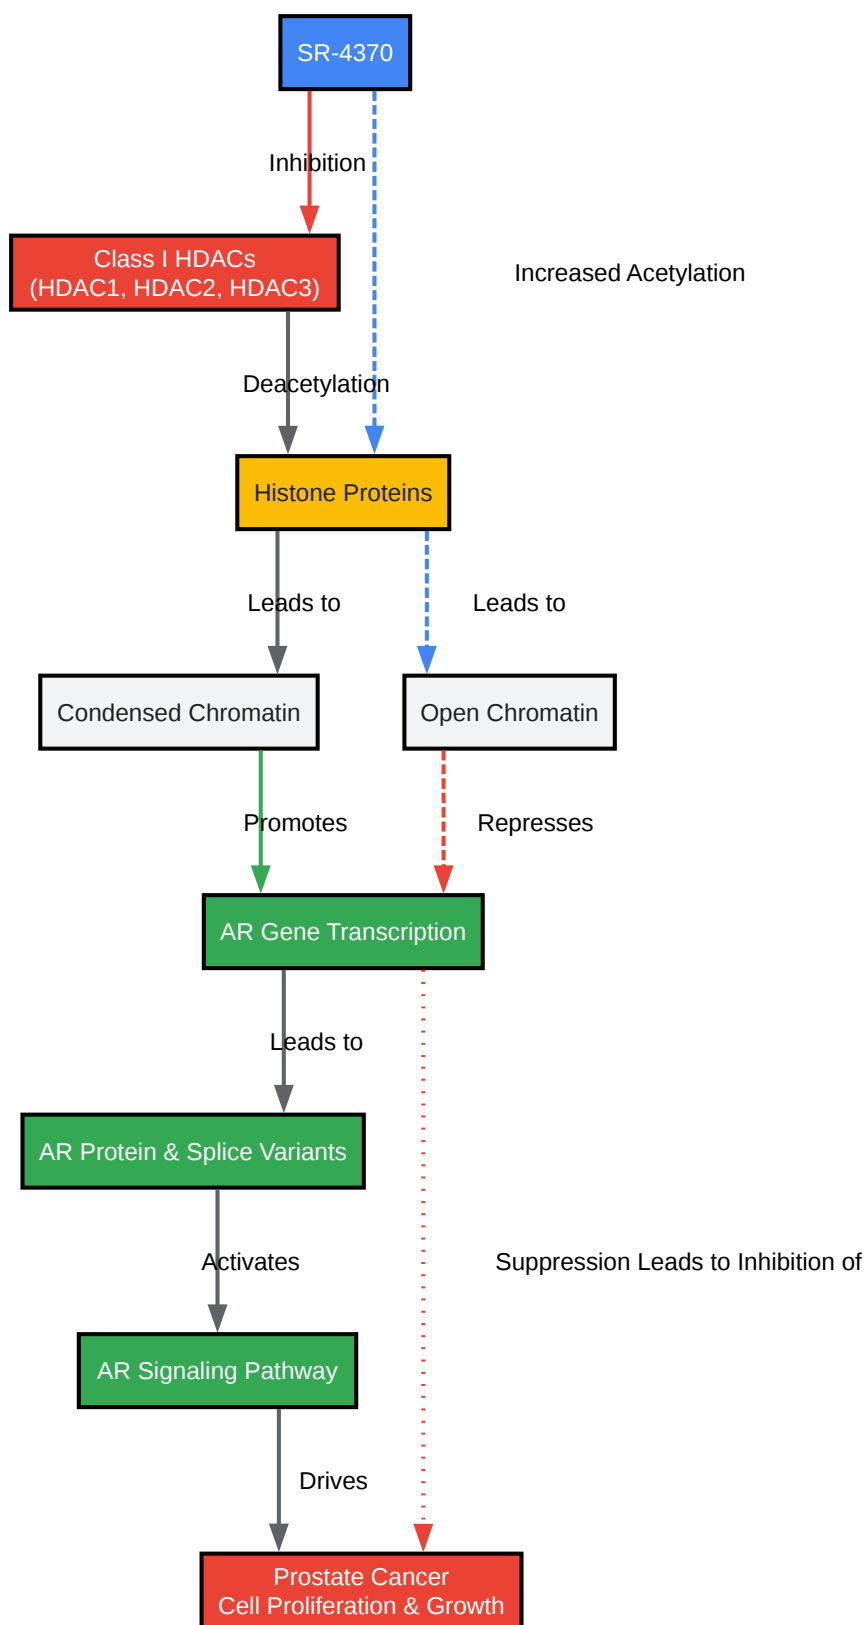 SR-4370
Inhibition
Class I HDACs
(HDAC1, HDAC2, HDAC3)
Increased Acetylation
Deacetylation
Histone Proteins
Leads to
Leads to
Condensed Chromatin
Open Chromatin
Promotes
Represses
AR Gene Transcription
Leads to
AR Protein & Splice Variants
Activates
Suppression Leads to Inhibition of
AR Signaling Pathway
Drives
Prostate Cancer
Cell Proliferation & Growth